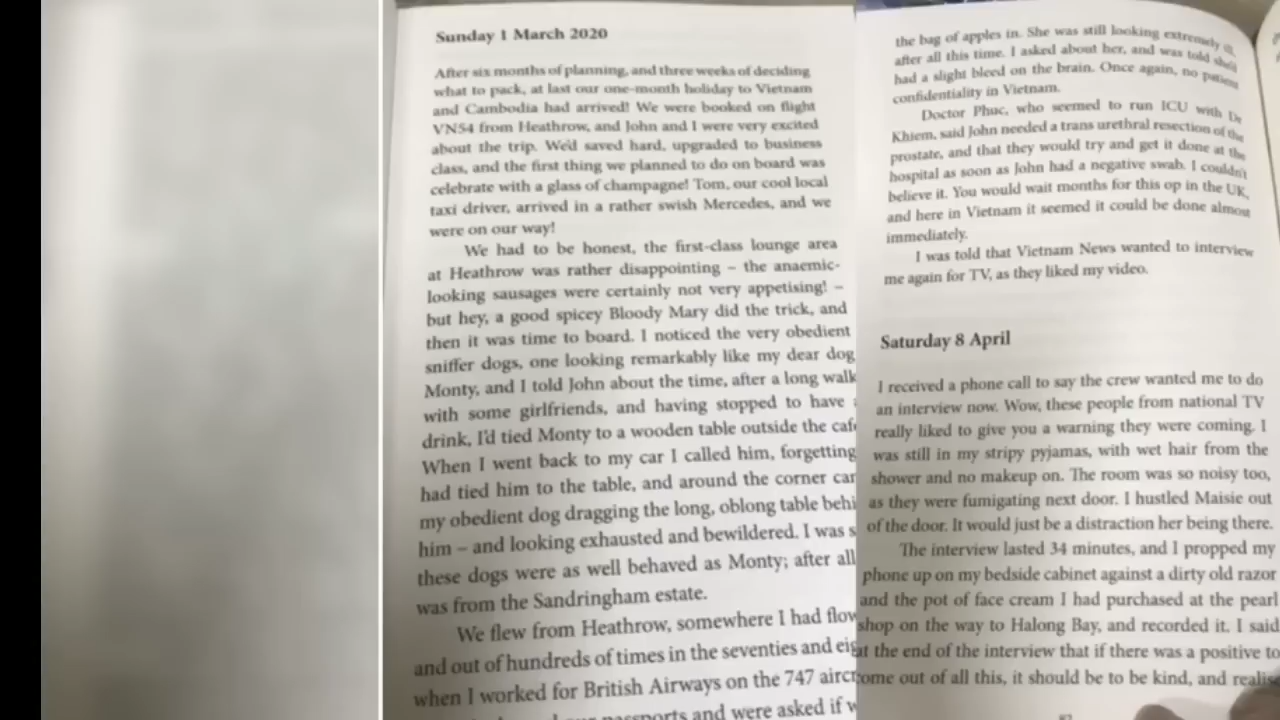 Sunday 1 March 2020
After six months of planning, and three weeks of deciding
what to pack, at last our one-month holiday to Vietnam
and Cambodia had arrived! We were booked on flight
VN54 from Heathrow, and John and I were very excited
about the trip. We'd saved hard, upgraded to business
class, and the first thing we planned to do on board was
celebrate with a glass of champagne! Tom, our cool local
taxi driver, arrived in a rather swish Mercedes, and we
were on our way!
We had to be honest, the first-class lounge area
at Heathrow was rather disappointing – the anaemic-
looking sausages were certainly not very appetising! –
but hey, a good spicey Bloody Mary did the trick, and
then it was time to board. I noticed the very obedient
sniffer dogs, one looking remarkably like my dear dog
Monty, and I told John about the time, after a long walk
with some girlfriends, and having stopped to have
drink, I'd tied Monty to a wooden table outside the
When I went back to my car I called him, forgetting
had tied him to the table, and around the corner
my obedient dog dragging the long, oblong table
him – and looking exhausted and bewildered. I was
these dogs were as well behaved as Monty; after all
was from the Sandringham estate.
We flew from Heathrow, somewhere I had
and out of hundreds of times in the seventies and
when I worked for British Airways on the 747
and were asked if
the bag of apples in. She was still looking extremely ill,
after all this time. I asked about her, and was told she'd
had a slight bleed on the brain. Once again, no patient
confidentiality in Vietnam.
Doctor Phuc, who seemed to run ICU with Dr
Khiem, said John needed a trans urethral resection of the
prostate, and that they would try and get it done at the
hospital as soon as John had a negative swab. I couldn't
believe it. You would wait months for this op in the UK,
and here in Vietnam it seemed it could be done almost
immediately.
I was told that Vietnam News wanted to interview
me again for TV, as they liked my video.
Saturday 8 April
I received a phone call to say the crew wanted me to do
an interview now. Wow, these people from national TV
really liked to give you a warning they were coming. I
was still in my stripy pyjamas, with wet hair from the
shower and no makeup on. The room was so noisy too,
as they were fumigating next door. I hustled Maisie out
of the door. It would just be a distraction her being there.
The interview lasted 34 minutes, and I propped my
phone up on my bedside cabinet against a dirty old razor
and the pot of face cream I had purchased at the pearl
shop on the way to Halong Bay, and recorded it. I said
at the end of the interview that if there was a positive to
come out of all this, it should be to be kind, and